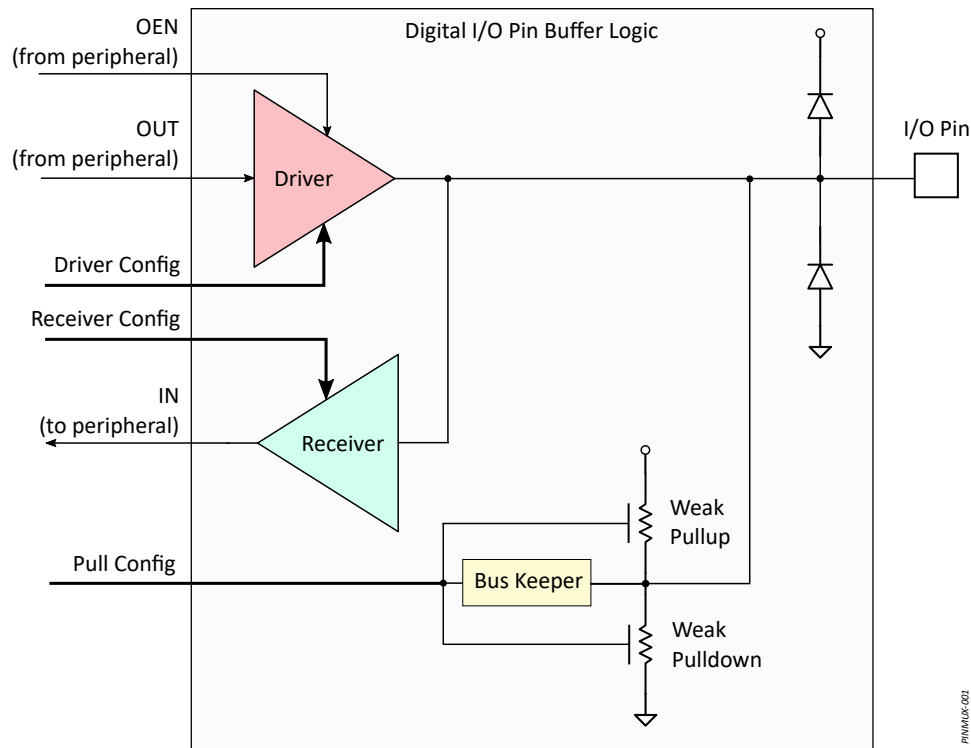 OEN
(from peripheral)
Digital I/O Pin Buffer Logic
OUT
(from peripheral)
Driver
I/O Pin
Driver Config
Receiver Config
IN
(to peripheral)
Receiver
Weak
Pullup
Pull Config
Bus Keeper
Weak
Pulldown
PINMUX-001